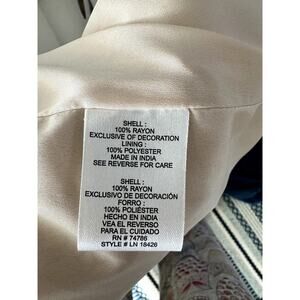 SHELL :
100% RAYON
EXCLUSIVE OF DECORATION
LINING :
100% POLYESTER
MADE IN INDIA
SEE REVERSE FOR CARE
SHELL :
100% RAYON
EXCLUSIVO DE DECORACIÓN
FORRO :
100% POLIÉSTER
HECHO EN INDIA
VEA EL REVERSO
PARA EL CUIDADO
RN # 74786
STYLE # LN 18426